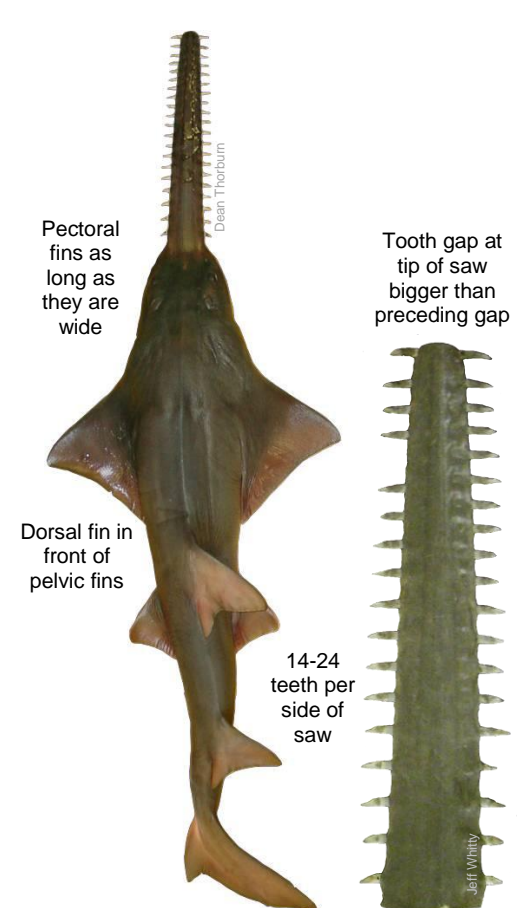 Dean Thorburn
Pectoral
fins as
long as
they are
wide
Tooth gap at
tip of saw
bigger than
preceding gap
Dorsal fin in
front of
pelvic fins
14-24
teeth per
side of
saw
Jeff Whitty